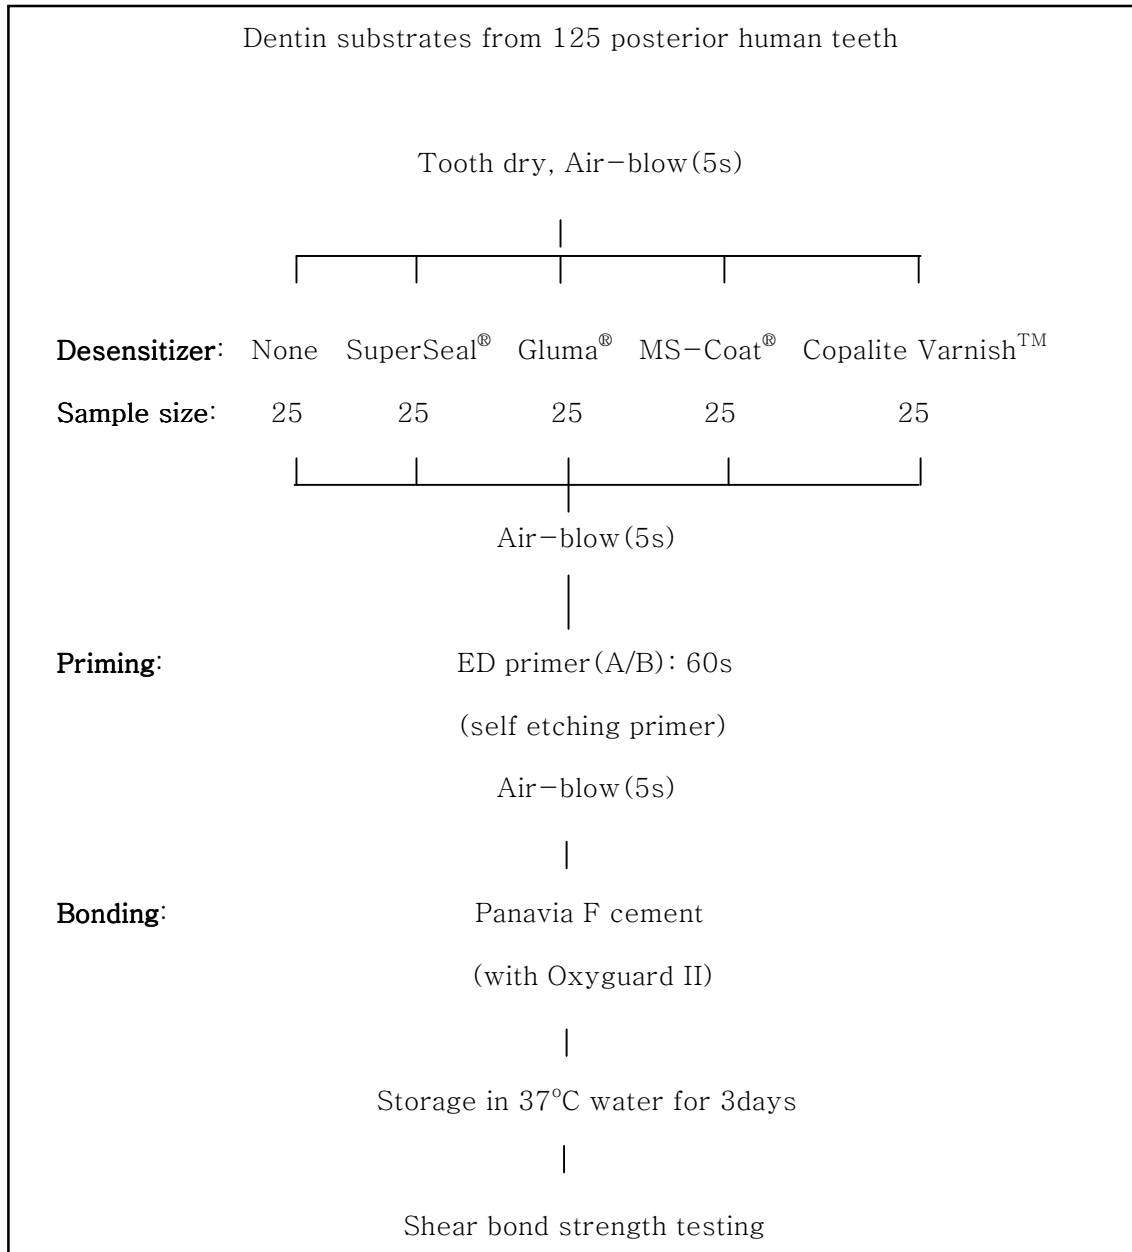 Dentin substrates from 125 posterior human teeth
Tooth dry, Air-blow(5s)
Desensitizer: None SuperSeal® Gluma® MS-Coat® Copalite Varnish™
Sample size: 25 25 25 25 25
Air-blow(5s)
Priming: ED primer(A/B): 60s
(self etching primer)
Air-blow(5s)
Bonding: Panavia F cement
(with Oxyguard II)
Storage in 37°C water for 3days
Shear bond strength testing